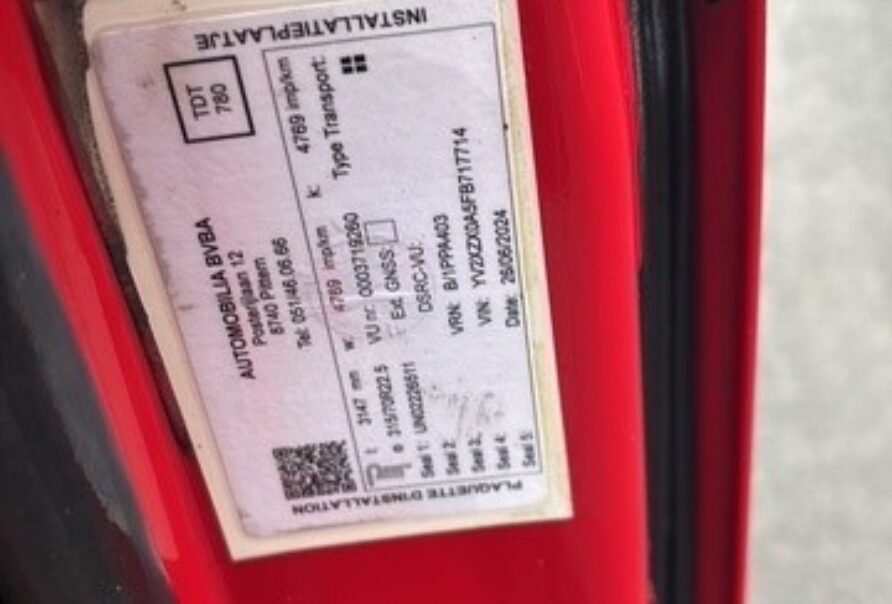 INSTALLATIEPLAATJE
TDT
780
AUTOMOBILIA BVBA
Posterijlaan 12
8740 Pittem
Tel: 051/46.06.66
l: 3147 mm w: 4769 imp/km k: 4769 imp/km
e 315/70R22.5 VU nr: 0003719260 Type Transport:
Ext GNSS:
Seal 1: UN02226511 DSRC-VU:
Seal 2: VRN: B/1PPA403
Seal 3: VIN: YV2XZX0A5FB717714
Seal 4: Date: 26/06/2024
Seal 5:
PLAQUETTE D'INSTALLATION